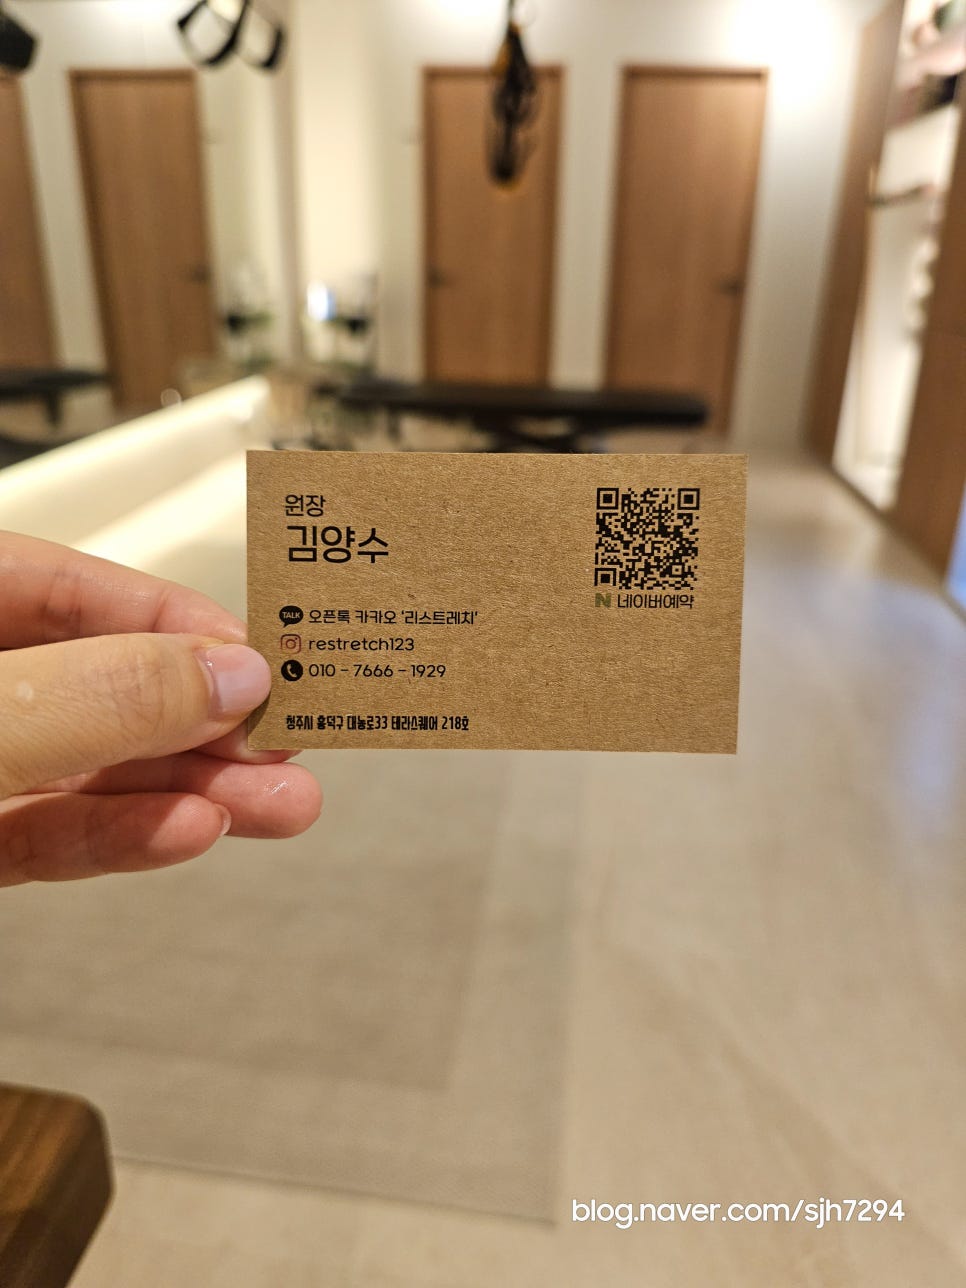 원장
김양수
TALK 오픈톡 카카오 '리스트레치'
restretch123
010 - 7666 - 1929
청주시 흥덕구 대농로33 테라스퀘어 218호
N 네이버예약
blog.naver.com/sjh7294